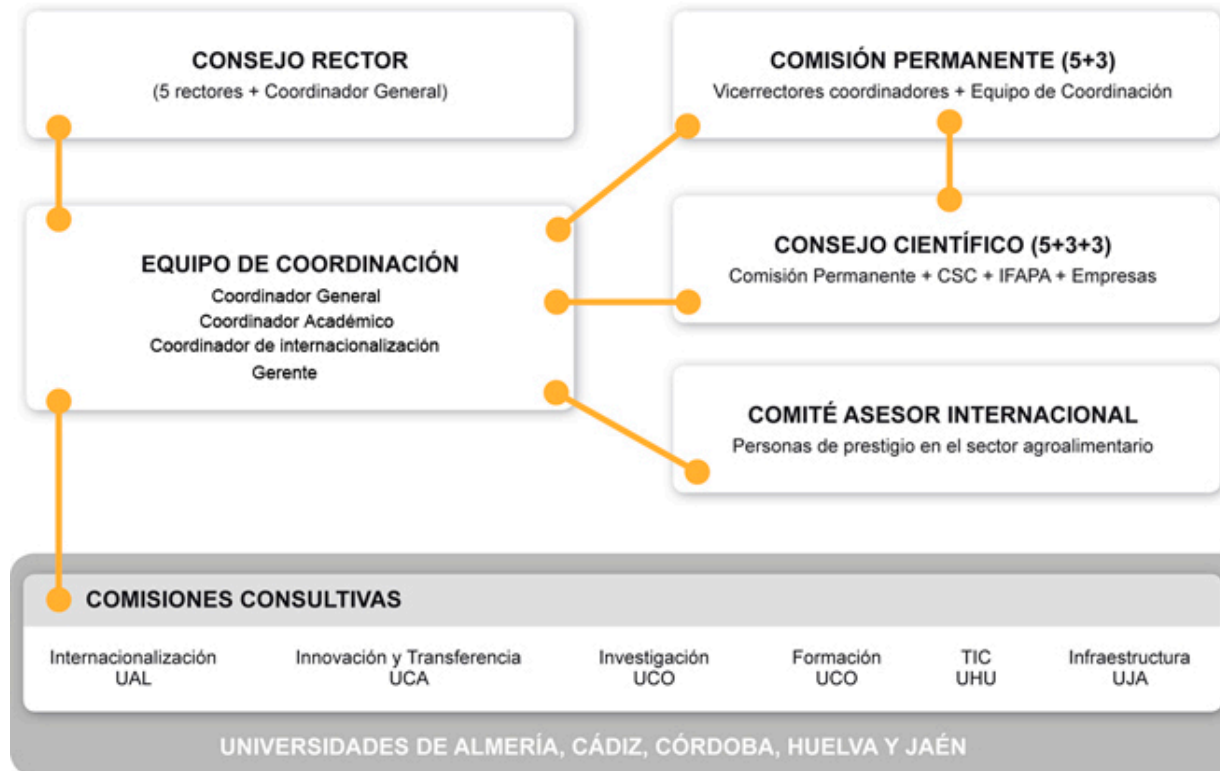 CONSEJO RECTOR
(5 rectores + Coordinador General)
COMISIÓN PERMANENTE (5+3)
Vicerrectores coordinadores + Equipo de Coordinación
EQUIPO DE COORDINACIÓN
Coordinador General
Coordinador Académico
Coordinador de internacionalización
Gerente
CONSEJO CIENTÍFICO (5+3+3)
Comisión Permanente + CSC + IFAPA + Empresas
COMITÉ ASESOR INTERNACIONAL
Personas de prestigio en el sector agroalimentario
COMISIONES CONSULTIVAS
Internacionalización
UAL
Innovación y Transferencia
UCA
Investigación
UCO
Formación
UCO
TIC
UHU
Infraestructura
UJA
UNIVERSIDADES DE ALMERÍA, CÁDIZ, CÓRDOBA, HUELVA Y JAÉN